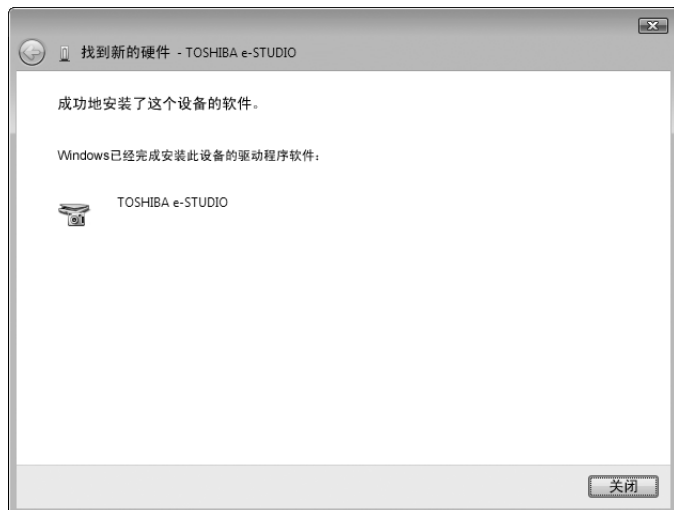 找到新的硬件 - TOSHIBA e-STUDIO
成功地安装了这个设备的软件。
Windows已经完成安装此设备的驱动程序软件:
TOSHIBA e-STUDIO
关闭